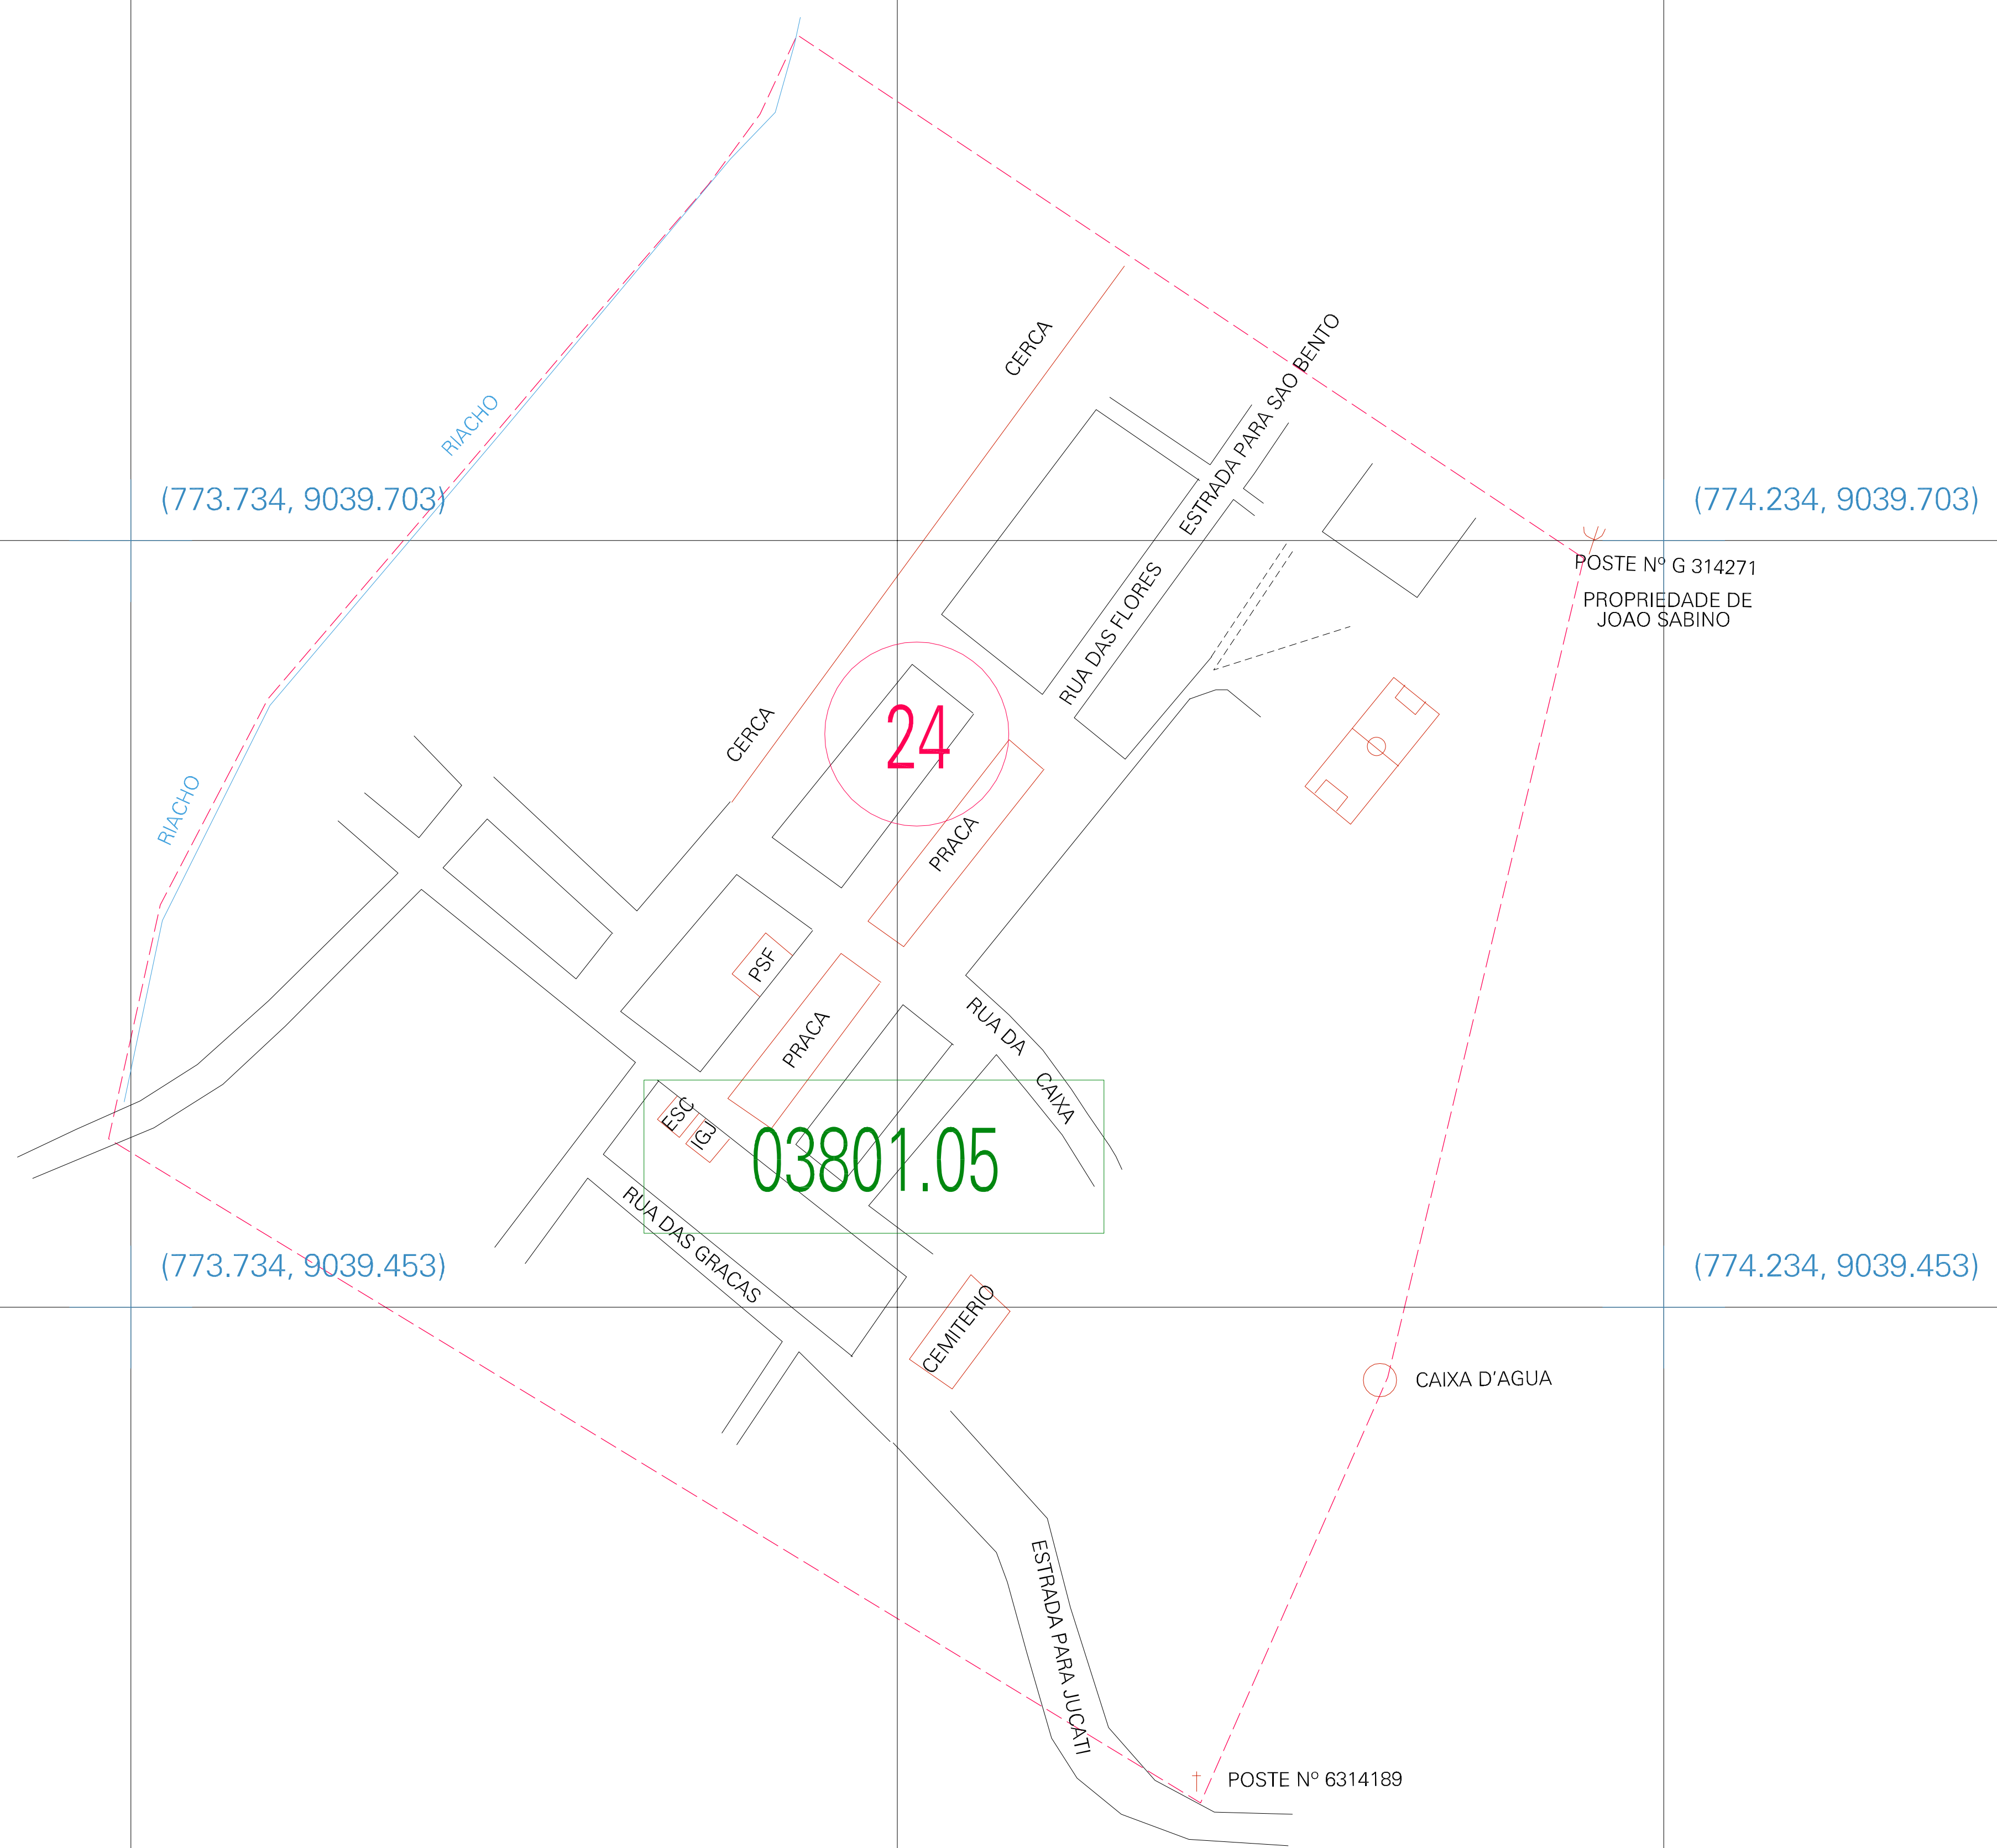 CERCA
ESTRADA PARA SAO BENTO
RIACHO
(773.734, 9039.703)
(774.234, 9039.703)
POSTE Nº G 314271
PROPRIEDADE DE
JOAO SABINO
RUA DAS FLORES
24
CERCA
RIACHO
PRACA
PSF
PRACA
RUA DA
CAIXA
ESC
IGJ
03801.05
RUA DAS GRACAS
(773.734, 9039.453)
(774.234, 9039.453)
CEMITERIO
CAIXA D'AGUA
ESTRADA PARA JUCATI
POSTE Nº 6314189